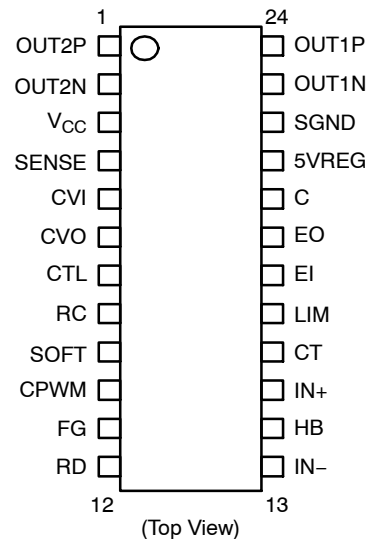 1 24
OUT2P OUT1P
OUT2N OUT1N
VCC SGND
SENSE 5VREG
CVI C
CVO EO
CTL EI
RC LIM
SOFT CT
CPWM IN+
FG HB
RD IN−
12 13
(Top View)